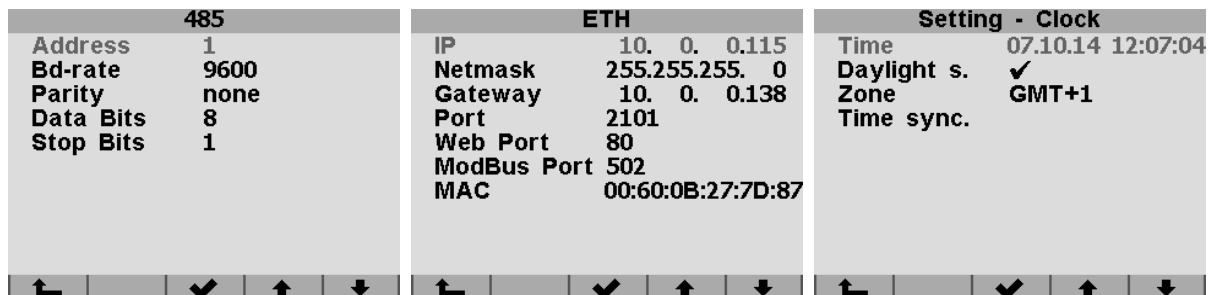 485
Address 1
Bd-rate 9600
Parity none
Data Bits 8
Stop Bits 1
ETH
IP 10. 0. 0.115
Netmask 255.255.255. 0
Gateway 10. 0. 0.138
Port 2101
Web Port 80
ModBus Port 502
MAC 00:60:0B:27:7D:87
Setting - Clock
Time 07.10.14 12:07:04
Daylight s. ✔
Zone GMT+1
Time sync.